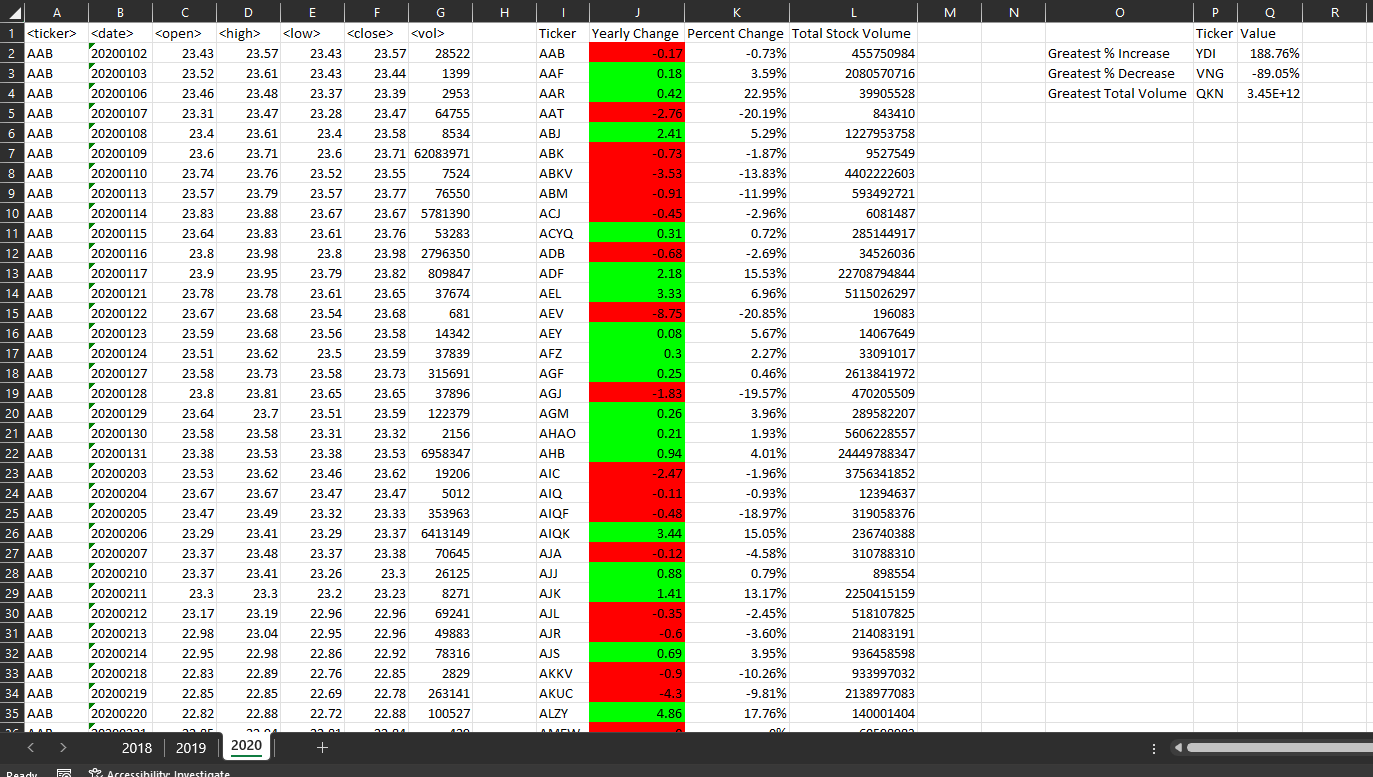 A B C D E F G H I J K L M N O P Q R
1 <ticker> <date> <open> <high> <low> <close> <vol> Ticker Yearly Change Percent Change Total Stock Volume Ticker Value
2 AAB 20200102 23.43 23.57 23.43 23.57 28522 AAB -0.17 -0.73% 455750984 Greatest % Increase YDI 188.76%
3 AAB 20200103 23.52 23.61 23.43 23.44 1399 AAF 0.18 3.59% 2080570716 Greatest % Decrease VNG -89.05%
4 AAB 20200106 23.46 23.48 23.37 23.39 2953 AAR 0.42 22.95% 39905528 Greatest Total Volume QKN 3.45E+12
5 AAB 20200107 23.31 23.47 23.28 23.47 64755 AAT -2.76 -20.19% 843410
6 AAB 20200108 23.4 23.61 23.4 23.58 8534 ABJ 2.41 5.29% 1227953758
7 AAB 20200109 23.6 23.71 23.6 23.71 62083971 ABK -0.73 -1.87% 9527549
8 AAB 20200110 23.74 23.76 23.52 23.55 7524 ABKV -3.53 -13.83% 4402222603
9 AAB 20200113 23.57 23.79 23.57 23.77 76550 ABM -0.91 -11.99% 593492721
10 AAB 20200114 23.83 23.88 23.67 23.67 5781390 ACJ -0.45 -2.96% 6081487
11 AAB 20200115 23.64 23.83 23.61 23.76 53283 ACYQ 0.31 0.72% 285144917
12 AAB 20200116 23.8 23.95 23.8 23.98 2796350 ADB -0.68 -2.69% 34526036
13 AAB 20200117 23.9 23.95 23.79 23.82 809847 ADF 2.18 15.53% 22708794844
14 AAB 20200121 23.78 23.78 23.61 23.65 37674 AEL 3.33 6.96% 5115026297
15 AAB 20200122 23.67 23.68 23.54 23.68 681 AEV -8.75 -20.85% 196083
16 AAB 20200123 23.59 23.68 23.56 23.58 14342 AEY 0.08 5.67% 14067649
17 AAB 20200124 23.51 23.62 23.5 23.59 37839 AFZ 0.3 2.27% 33091017
18 AAB 20200127 23.58 23.73 23.58 23.73 315691 AGF 0.25 0.46% 2613841972
19 AAB 20200128 23.8 23.81 23.65 23.65 37896 AGJ -1.83 -19.57% 470205509
20 AAB 20200129 23.64 23.7 23.51 23.59 122379 AGM 0.26 3.96% 289582207
21 AAB 20200130 23.58 23.58 23.31 23.32 2156 AHAO 0.21 1.93% 5606228557
22 AAB 20200131 23.38 23.53 23.38 23.53 6958347 AHB 0.94 4.01% 24449788347
23 AAB 20200203 23.53 23.62 23.46 23.62 19206 AIC -2.47 -1.96% 3756341852
24 AAB 20200204 23.67 23.67 23.47 23.47 5012 AIQ -0.11 -0.93% 12394637
25 AAB 20200205 23.47 23.49 23.32 23.33 353963 AIQF -0.48 -18.97% 319058376
26 AAB 20200206 23.29 23.41 23.29 23.37 6413149 AIQK 3.44 15.05% 236740388
27 AAB 20200207 23.37 23.48 23.37 23.38 70645 AJA -0.12 -4.58% 310788310
28 AAB 20200210 23.37 23.41 23.26 23.3 26125 AJJ 0.88 0.79% 898554
29 AAB 20200211 23.3 23.3 23.2 23.23 8271 AJK 1.41 13.17% 2250415159
30 AAB 20200212 23.17 23.19 22.96 22.96 69241 AJL -0.35 -2.45% 518107825
31 AAB 20200213 22.98 23.04 22.95 22.96 49883 AJR -0.6 -3.60% 214083191
32 AAB 20200214 22.95 22.98 22.86 22.92 78316 AJS 0.69 3.95% 936458598
33 AAB 20200218 22.83 22.89 22.76 22.85 2829 AKKV -0.9 -10.26% 933997032
34 AAB 20200219 22.85 22.85 22.69 22.78 263141 AKUC -4.3 -9.81% 2138977083
35 AAB 20200220 22.82 22.88 22.72 22.88 100527 ALZY 4.86 17.76% 140001404
2018 2019 2020
Ready Accessibility: Investigate